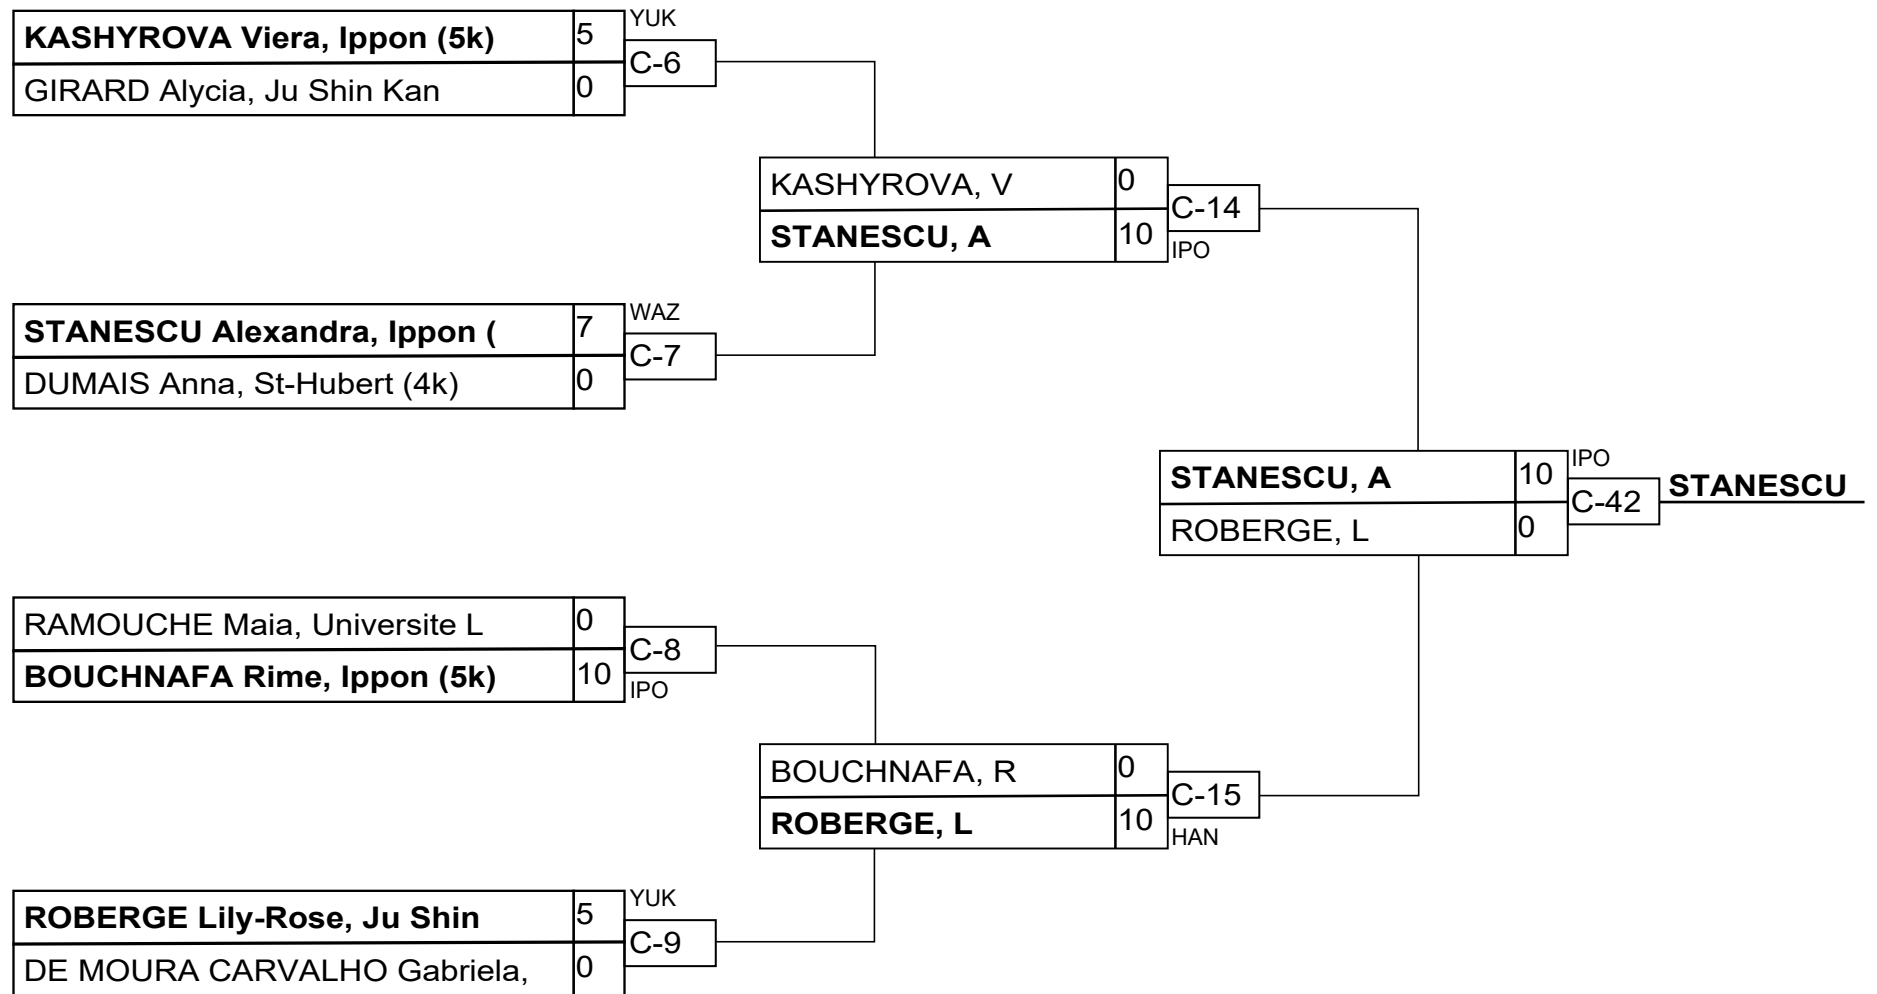 KASHYROVA Viera, Ippon (5k) 5 YUK
C-6
GIRARD Alycia, Ju Shin Kan 0
KASHYROVA, V 0
C-14
STANESCU, A 10 IPO
STANESCU Alexandra, Ippon ( 7 WAZ
C-7
DUMAIS Anna, St-Hubert (4k) 0
STANESCU, A 10 IPO
C-42 STANESCU
ROBERGE, L 0
RAMOUCHE Maia, Universite L 0
C-8
BOUCHNAFA Rime, Ippon (5k) 10 IPO
BOUCHNAFA, R 0
C-15
ROBERGE, L 10 HAN
ROBERGE Lily-Rose, Ju Shin 5 YUK
C-9
DE MOURA CARVALHO Gabriela, 0